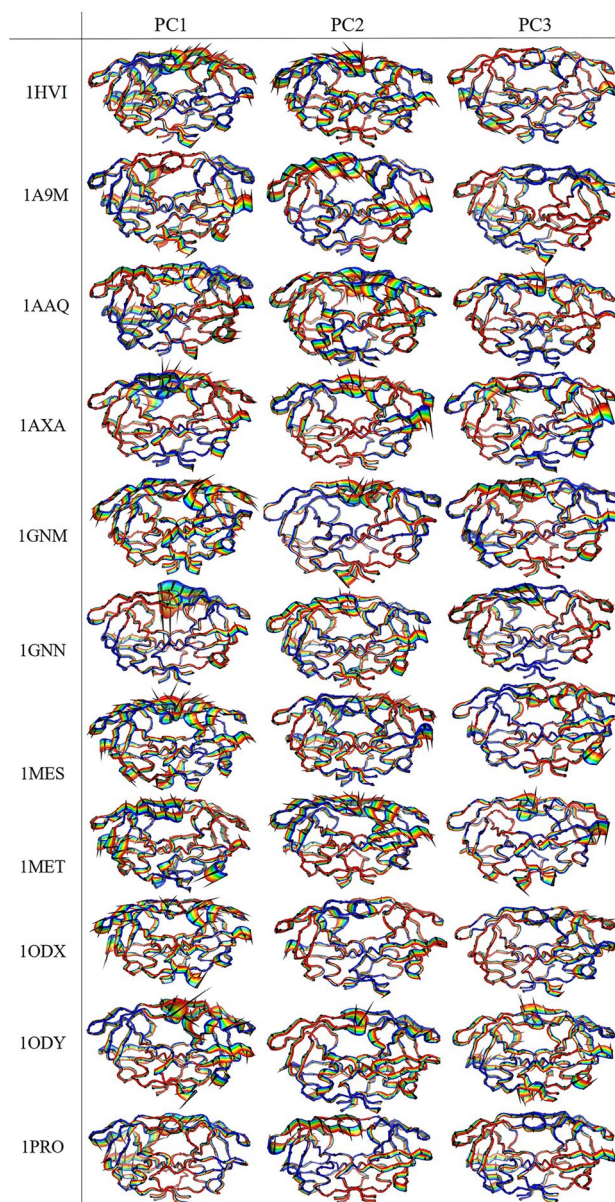 PC1 PC2 PC3
1HVI
1A9M
1AAQ
1AXA
1GNM
1GNN
1MES
1MET
1ODX
1ODY
1PRO